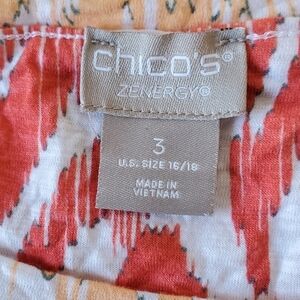 chico's®
ZENERGY®
3
U.S. SIZE 16/18
MADE IN
VIETNAM